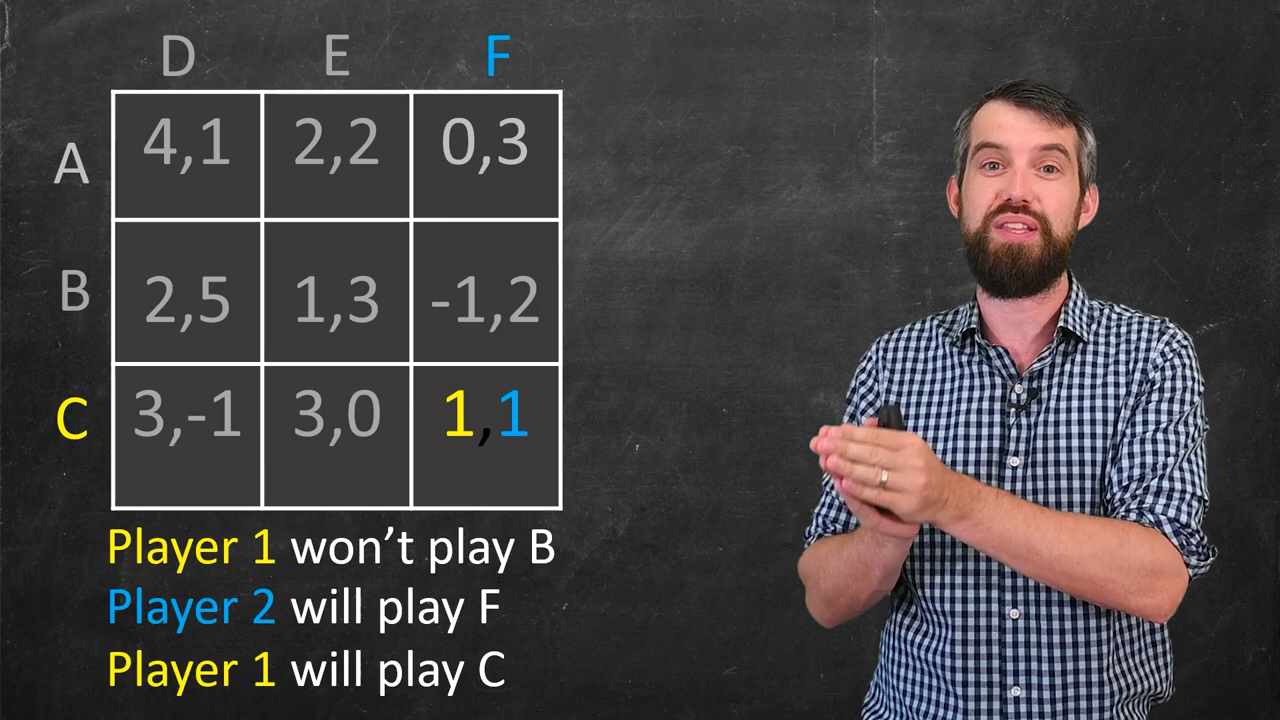 D E F
A 4,1 2,2 0,3
B 2,5 1,3 -1,2
C 3,-1 3,0 1,1
Player 1 won’t play B
Player 2 will play F
Player 1 will play C